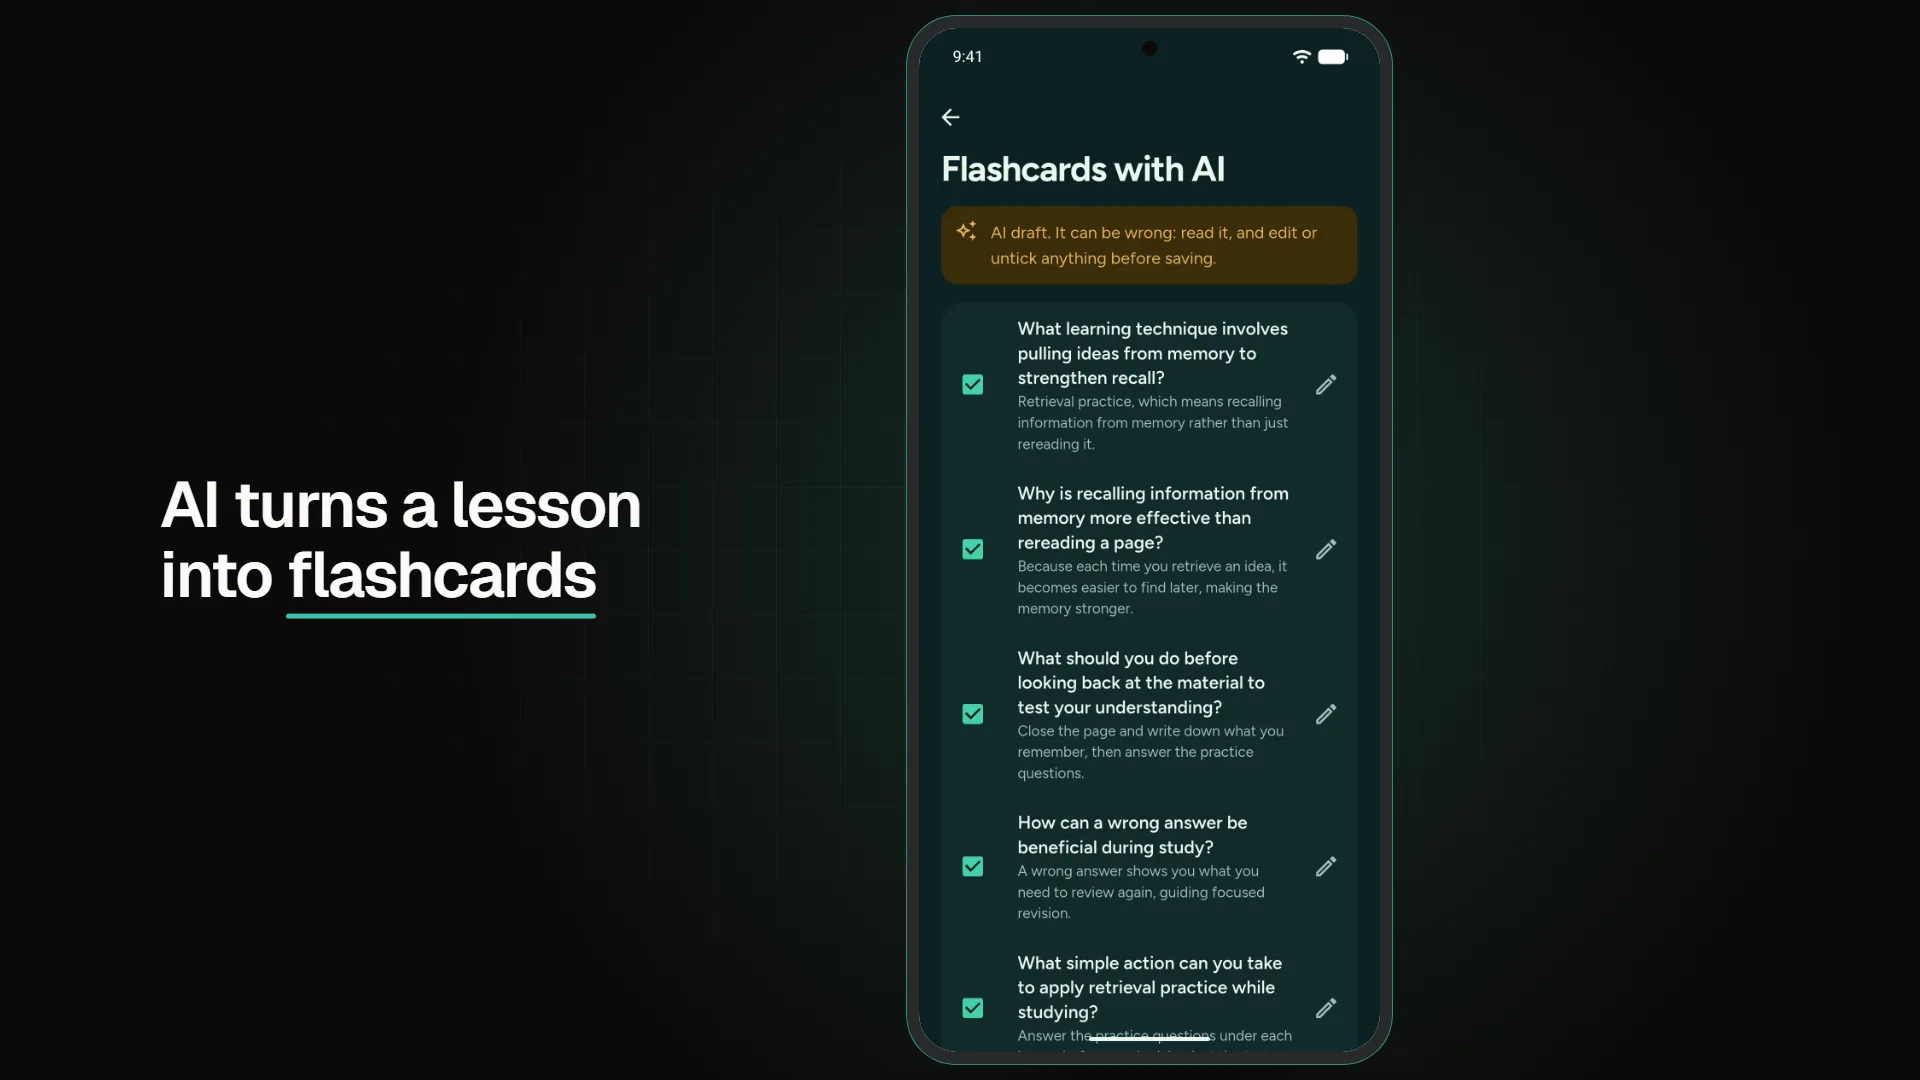 AI turns a lesson
into flashcards
9:41
Flashcards with AI
AI draft. It can be wrong: read it, and edit or
untick anything before saving.
What learning technique involves
pulling ideas from memory to
strengthen recall?
Retrieval practice, which means recalling
information from memory rather than just
rereading it.
Why is recalling information from
memory more effective than
rereading a page?
Because each time you retrieve an idea, it
becomes easier to find later, making the
memory stronger.
What should you do before
looking back at the material to
test your understanding?
Close the page and write down what you
remember, then answer the practice
questions.
How can a wrong answer be
beneficial during study?
A wrong answer shows you what you
need to review again, guiding focused
revision.
What simple action can you take
to apply retrieval practice while
studying?
Answer the practice questions under each